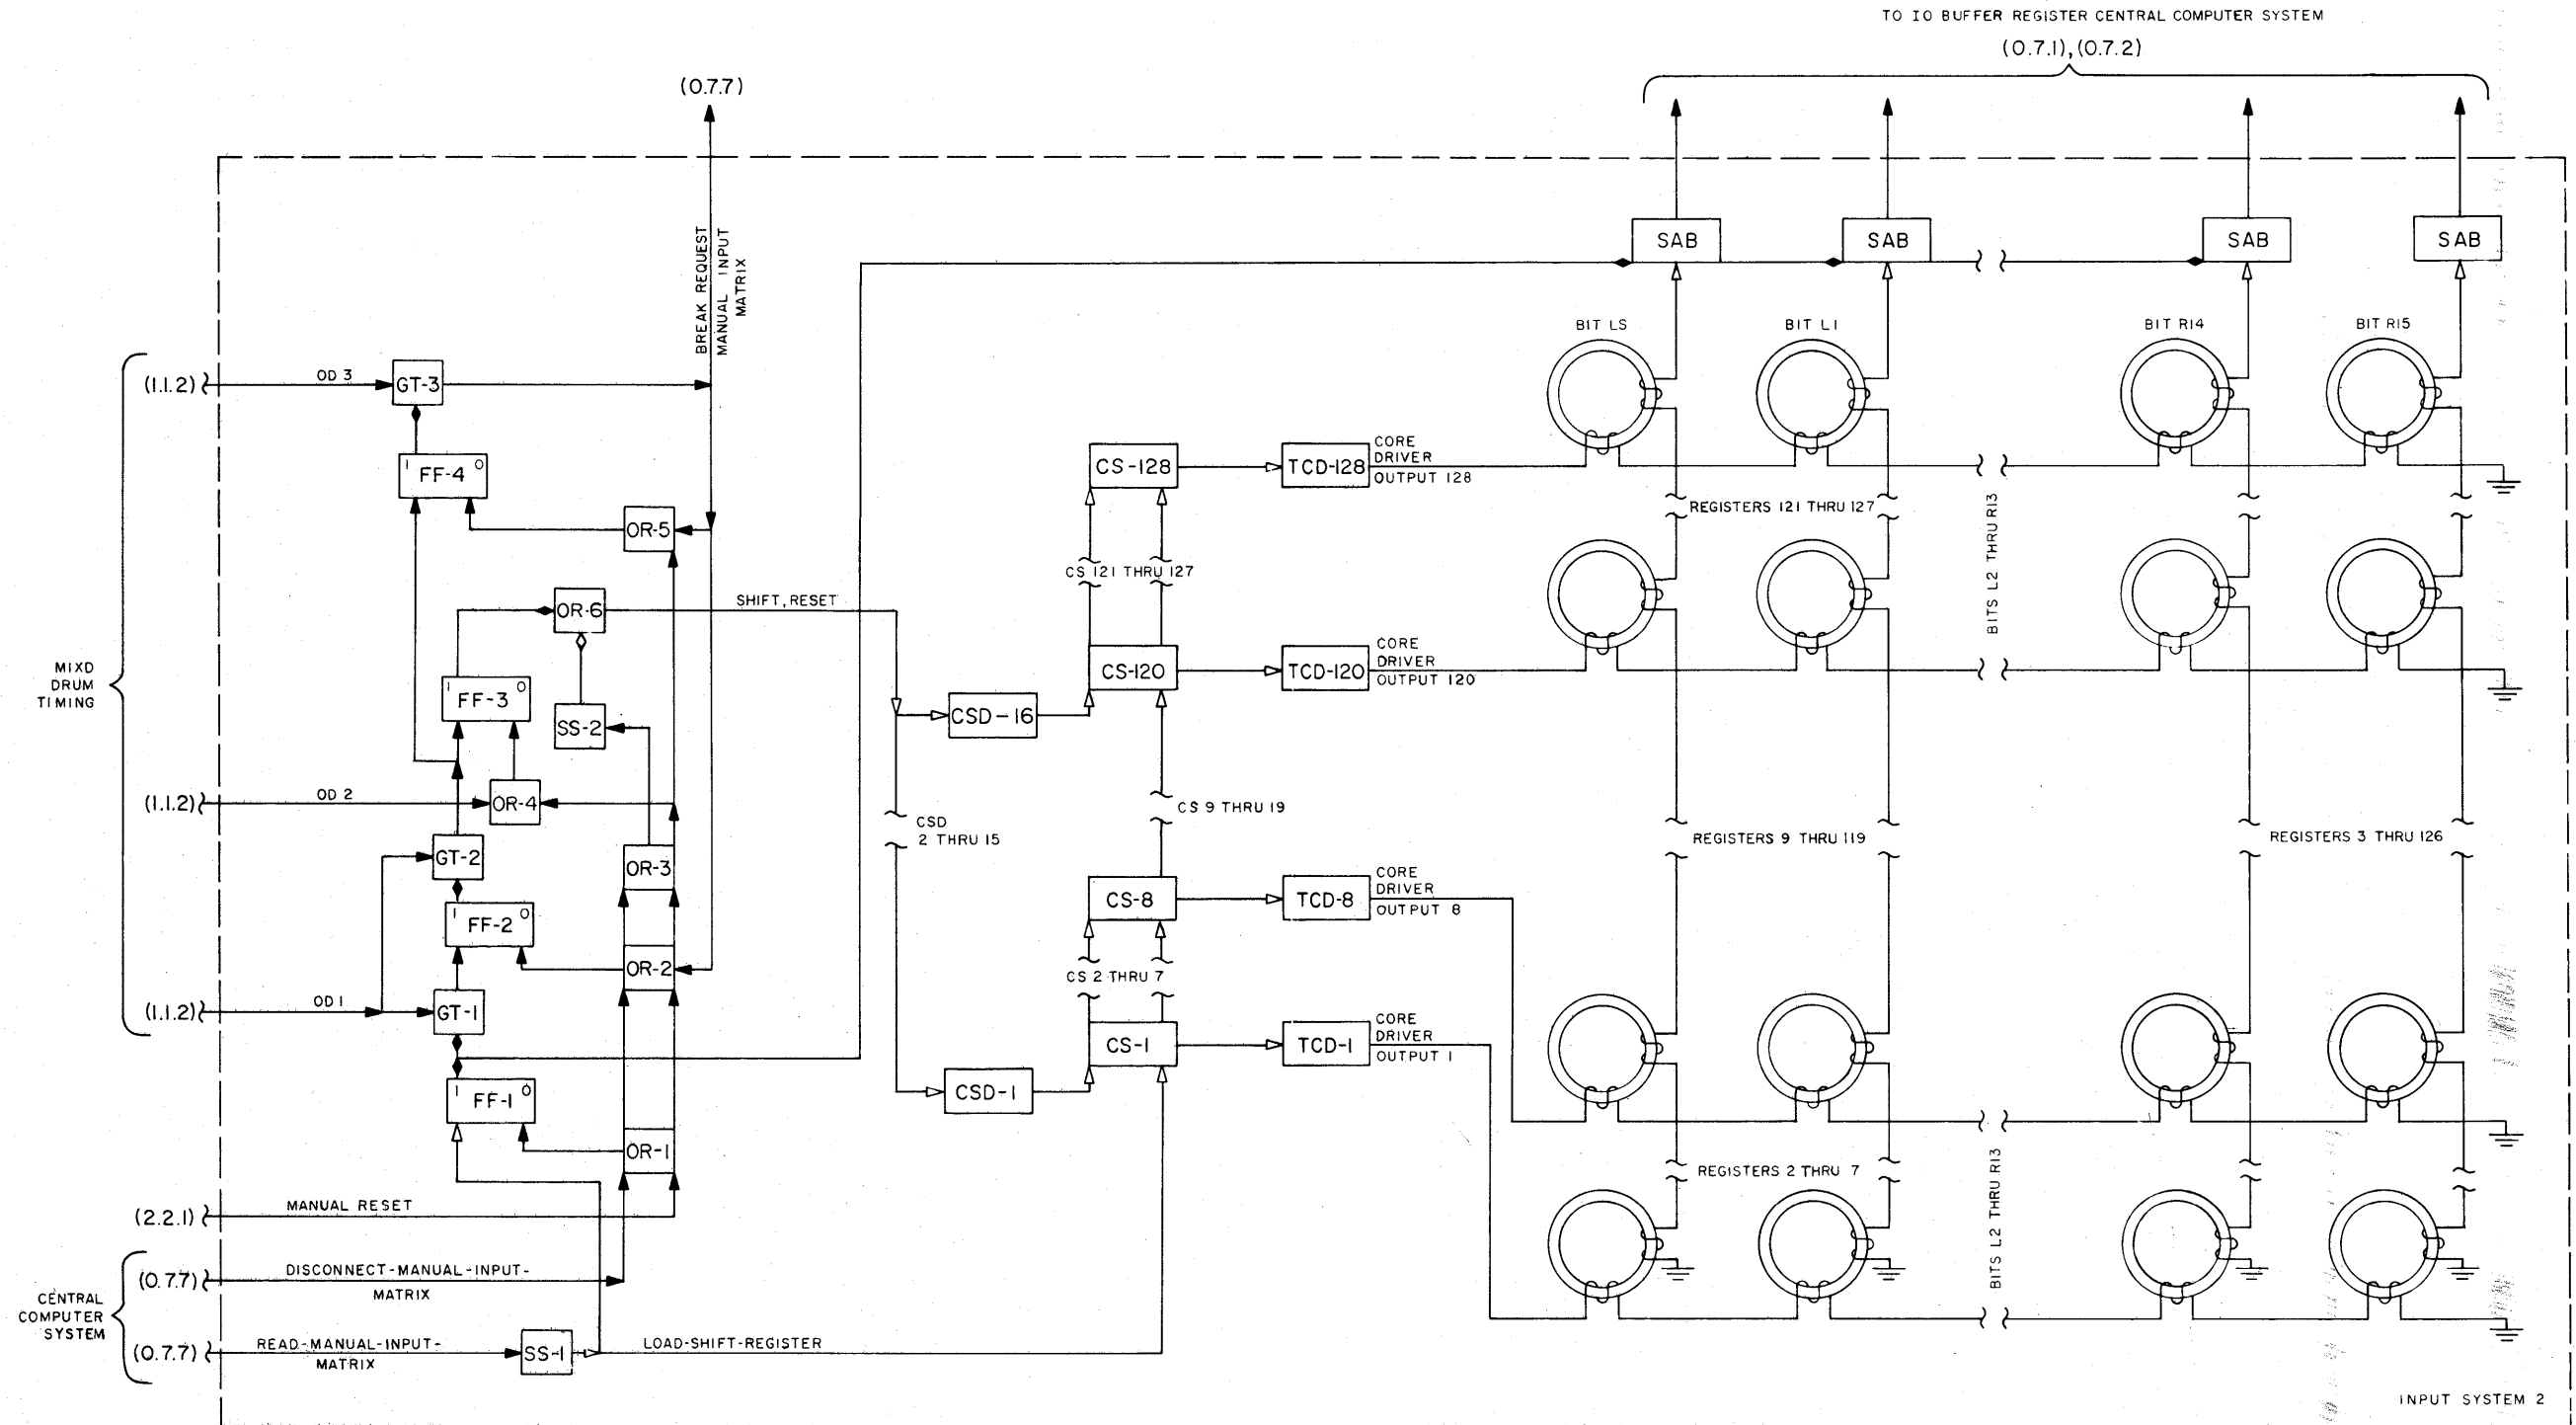 TO IO BUFFER REGISTER CENTRAL COMPUTER SYSTEM
(0.7.1), (0.7.2)
(0.7.7)
BREAK REQUEST
MANUAL INPUT
MATRIX
SAB
SAB
SAB
SAB
BIT LS
BIT L1
BIT R14
BIT R15
(1.1.2)
OD 3
GT-3
1
FF-4
0
OR-5
CS-128
TCD-128
CORE
DRIVER
OUTPUT 128
REGISTERS 121 THRU 127
BITS L2 THRU R13
CS 121 THRU 127
OR-6
SHIFT, RESET
CS-120
TCD-120
CORE
DRIVER
OUTPUT 120
MIXD
DRUM
TIMING
1
FF-3
0
SS-2
CSD-16
(1.1.2)
OD 2
OR-4
CSD
2 THRU 15
CS 9 THRU 19
REGISTERS 9 THRU 119
REGISTERS 3 THRU 126
GT-2
OR-3
1
FF-2
0
CS-8
TCD-8
CORE
DRIVER
OUTPUT 8
OR-2
CS 2 THRU 7
(1.1.2)
OD 1
GT-1
CS-1
TCD-1
CORE
DRIVER
OUTPUT 1
1
FF-1
0
CSD-1
OR-1
REGISTERS 2 THRU 7
BITS L2 THRU R13
(2.2.1)
MANUAL RESET
CENTRAL
COMPUTER
SYSTEM
(0.7.7)
DISCONNECT-MANUAL-INPUT-
MATRIX
(0.7.7)
READ-MANUAL-INPUT-
MATRIX
SS-1
LOAD-SHIFT-REGISTER
INPUT SYSTEM 2